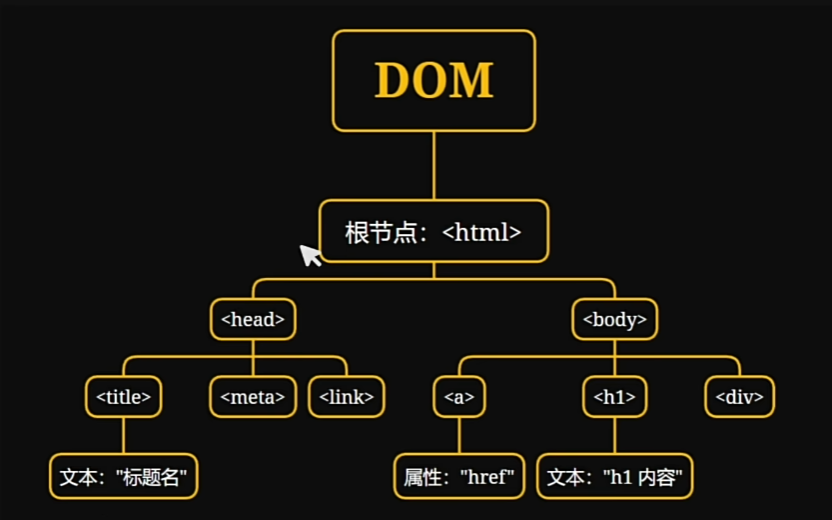 DOM
根节点：<html>
<head>
<body>
<title>
<meta>
<link>
<a>
<h1>
<div>
文本："标题名"
属性："href"
文本："h1 内容"